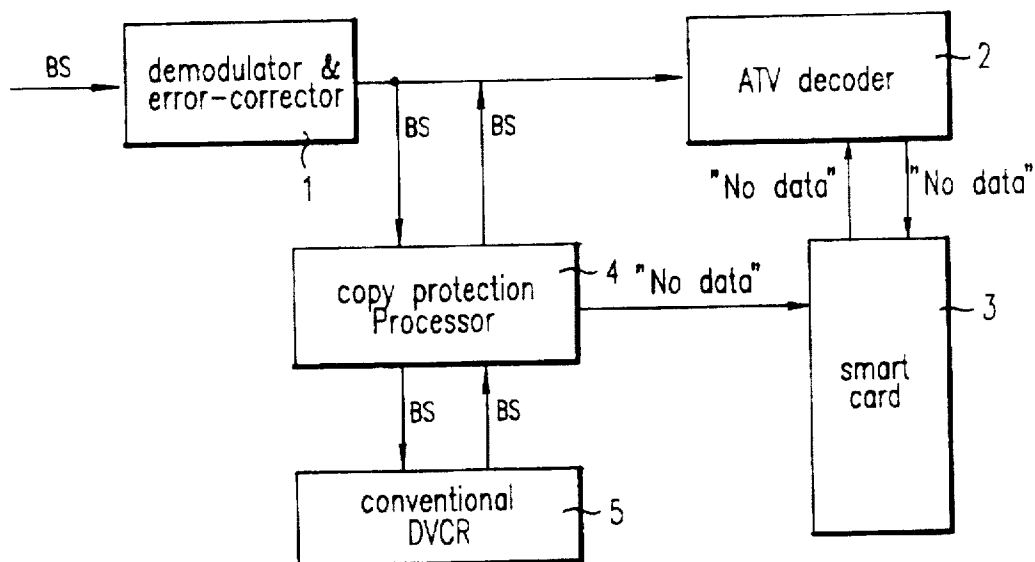 BS
demodulator &
error-corrector
1
BS
BS
ATV decoder
2
"No data"
"No data"
copy protection
Processor
4
"No data"
smart
card
3
BS
BS
conventional
DVCR
5